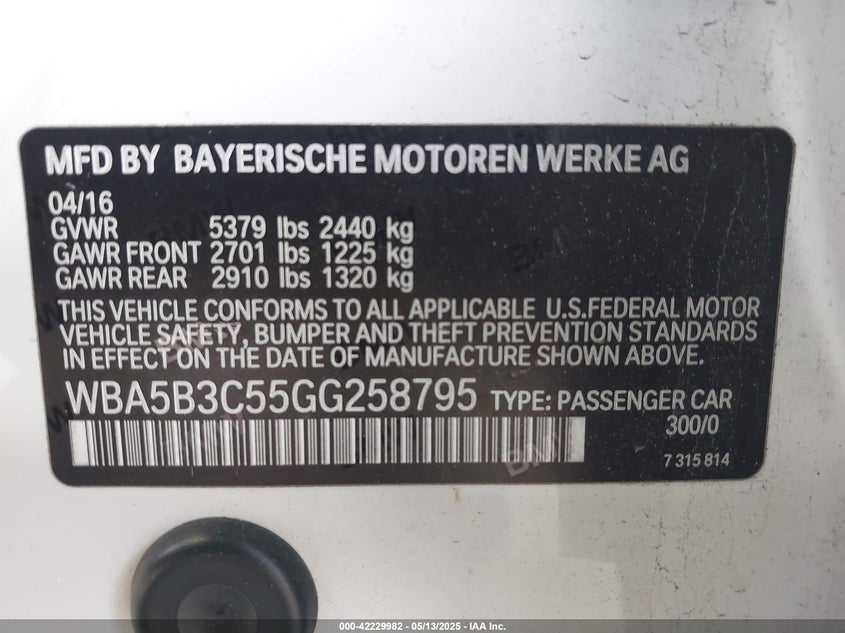 MFD BY BAYERISCHE MOTOREN WERKE AG
04/16
GVWR 5379 lbs 2440 kg
GAWR FRONT 2701 lbs 1225 kg
GAWR REAR 2910 lbs 1320 kg
THIS VEHICLE CONFORMS TO ALL APPLICABLE U.S.FEDERAL MOTOR
VEHICLE SAFETY, BUMPER AND THEFT PREVENTION STANDARDS
IN EFFECT ON THE DATE OF MANUFACTURE SHOWN ABOVE.
WBA5B3C55GG258795 TYPE: PASSENGER CAR
300/0
7 315 814
000-42229982 - 05/13/2025 - IAA Inc.